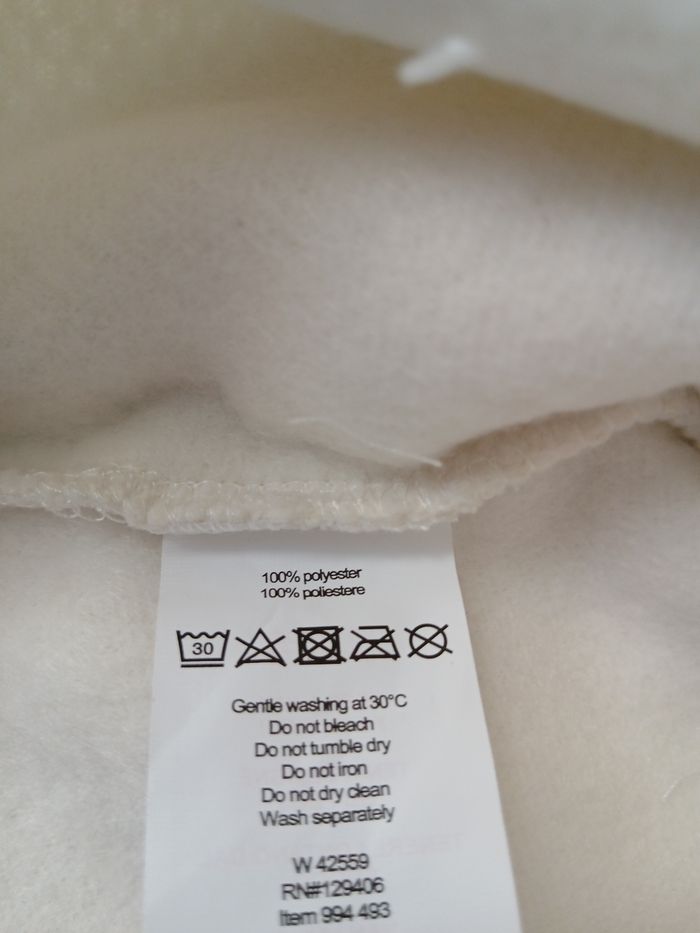 100% polyester
100% poliestere
30
Gentle washing at 30°C
Do not bleach
Do not tumble dry
Do not iron
Do not dry clean
Wash separately
W 42559
RN#129406
Item 994 493